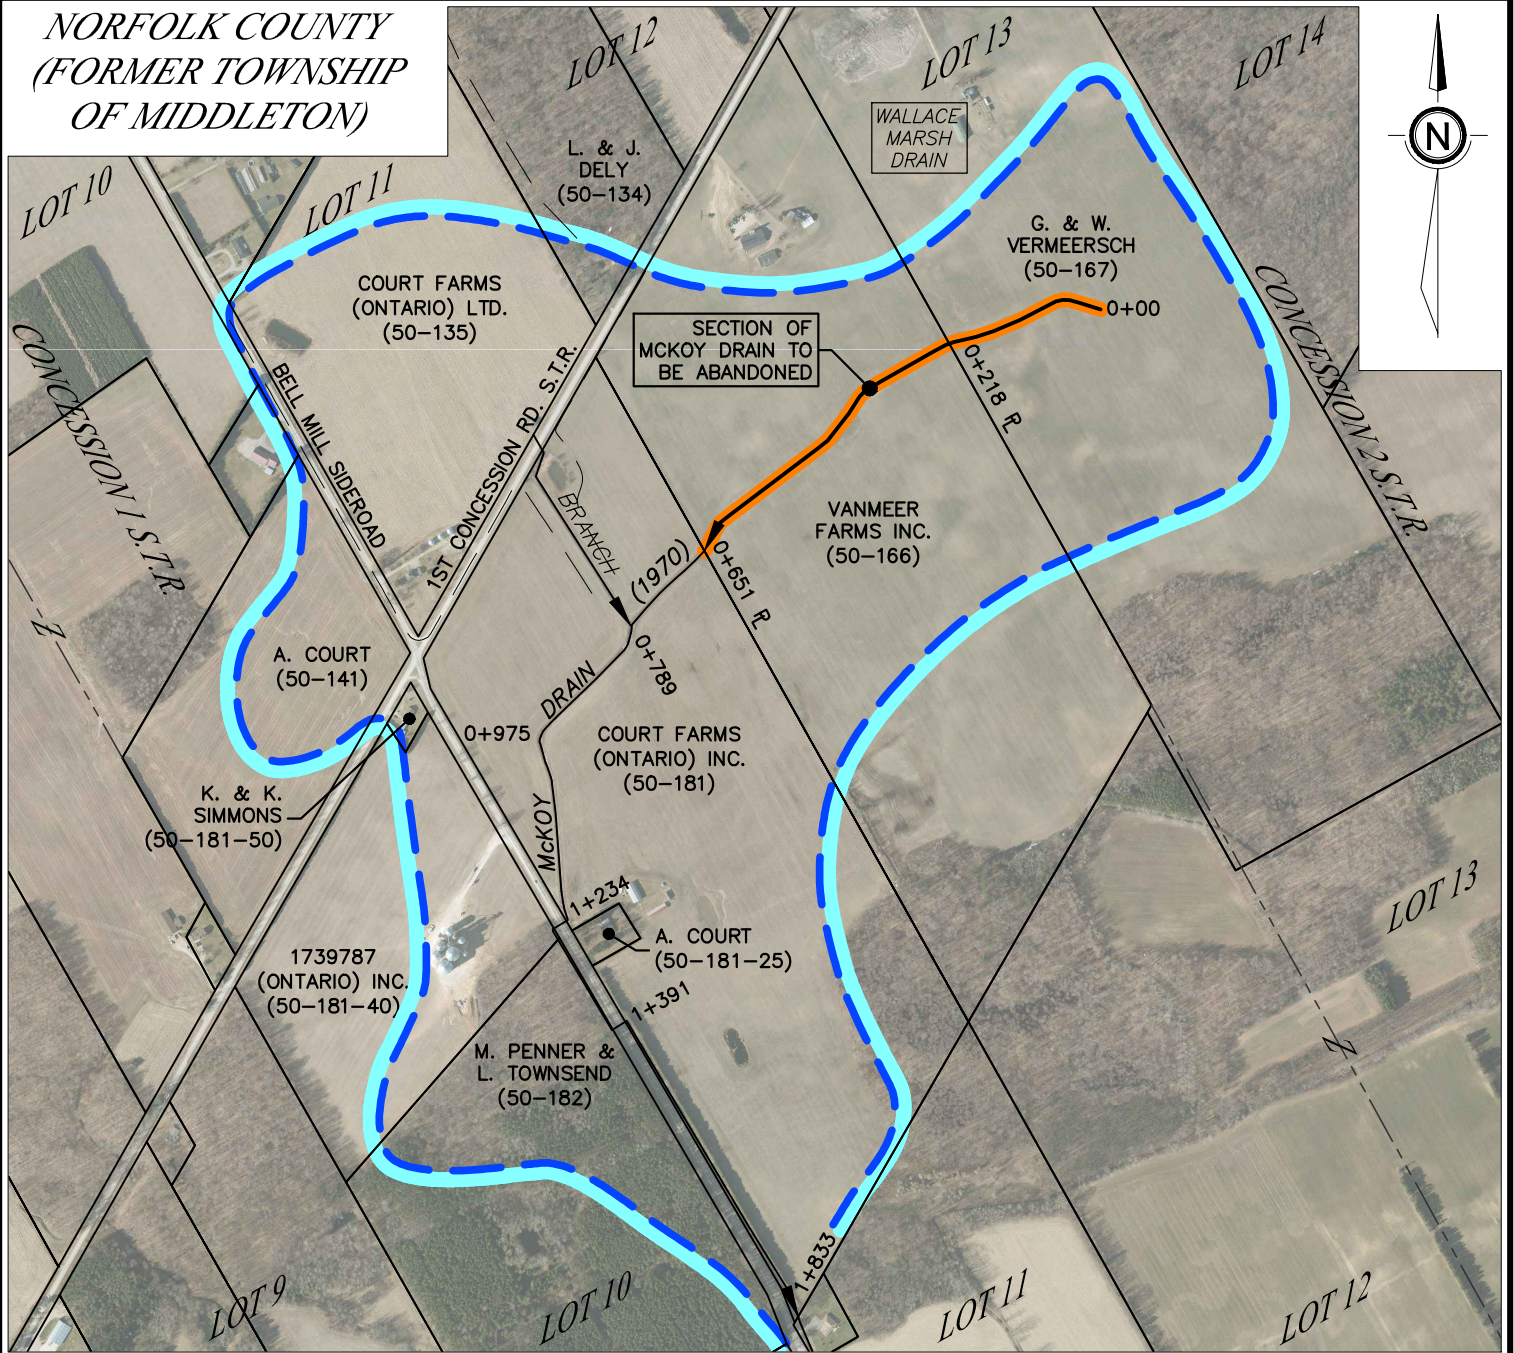 NORFOLK COUNTY
(FORMER TOWNSHIP
OF MIDDLETON)
LOT 12
LOT 13
LOT 14
N
WALLACE
MARSH
DRAIN
L. & J.
DELY
(50-134)
LOT 10
LOT 11
G. & W.
VERMEERSCH
(50-167)
COURT FARMS
(ONTARIO) LTD.
(50-135)
0+00
SECTION OF
MCKOY DRAIN TO
BE ABANDONED
0+218 PL
CONCESSION 2 S.T.R.
CONCESSION 1 S.T.R.
BELL MILL SIDEROAD
1ST CONCESSION RD. S.T.R.
BRANCH
VANMEER
FARMS INC.
(50-166)
(1970)
0+651 PL
Z
A. COURT
(50-141)
0+789
DRAIN
0+975
COURT FARMS
(ONTARIO) INC.
(50-181)
K. & K.
SIMMONS
(50-181-50)
McKOY
1+234
LOT 13
A. COURT
(50-181-25)
1739787
(ONTARIO) INC.
(50-181-40)
1+391
M. PENNER &
L. TOWNSEND
(50-182)
Z
1+833
LOT 9
LOT 10
LOT 11
LOT 12